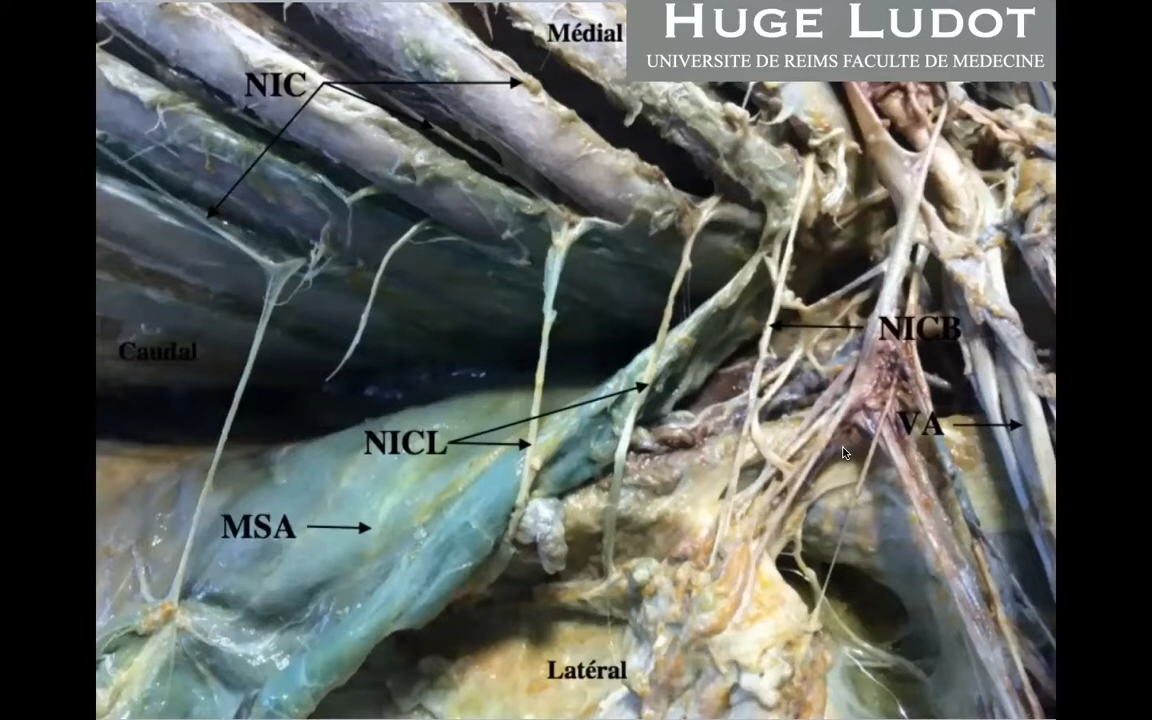 HUGE LUDOT
UNIVERSITE DE REIMS FACULTE DE MEDECINE
Médial
NIC
NICB
Caudal
VA
NICL
MSA
Latéral